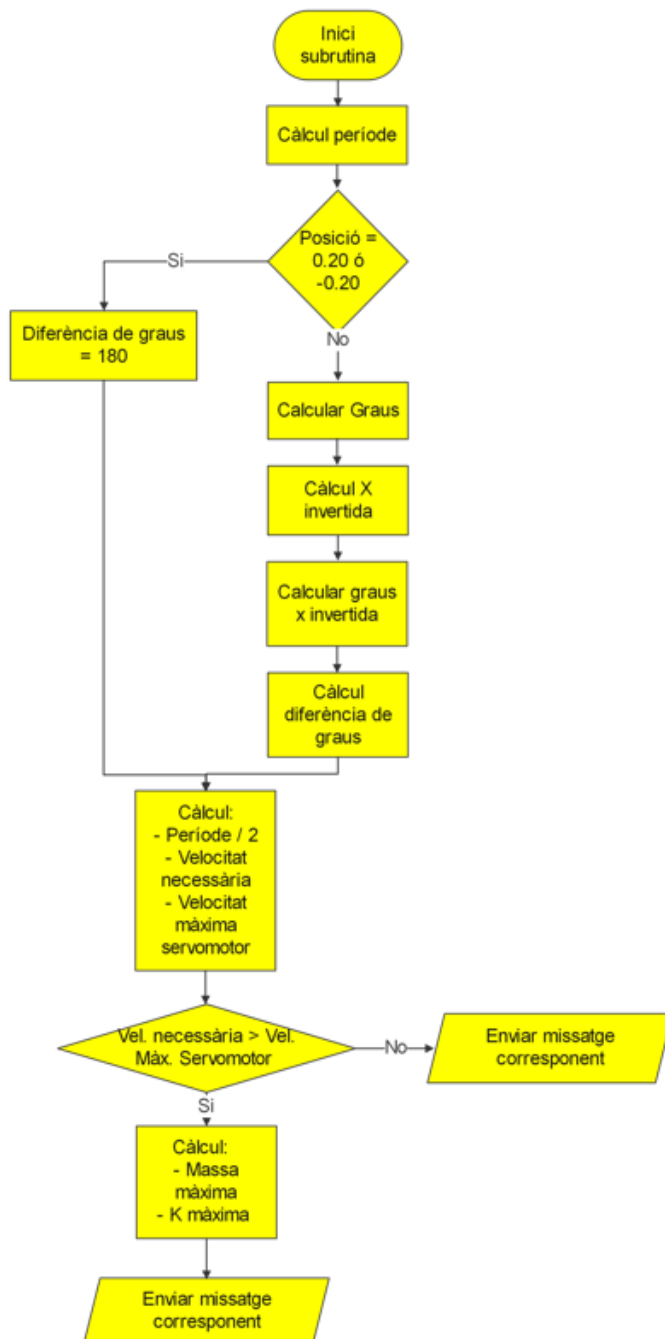 Inici
subrutina
Càlcul període
Posició =
0.20 ó
-0.20
Si
Diferència de graus
= 180
No
Calcular Graus
Càlcul X
invertida
Calcular graus
x invertida
Càlcul
diferència de
graus
Càlcul:
- Període / 2
- Velocitat
necessària
- Velocitat
màxima
servomotor
Vel. necessària > Vel.
Màx. Servomotor
No
Enviar missatge
corresponent
Si
Càlcul:
- Massa
màxima
- K màxima
Enviar missatge
corresponent